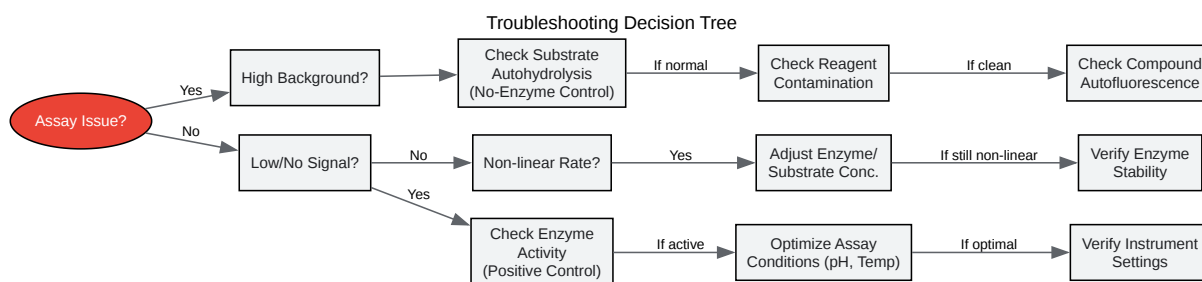 Troubleshooting Decision Tree
Assay Issue?
Yes
High Background?
Check Substrate
Autohydrolysis
(No-Enzyme Control)
If normal
Check Reagent
Contamination
If clean
Check Compound
Autofluorescence
No
Low/No Signal?
No
Non-linear Rate?
Yes
Adjust Enzyme/
Substrate Conc.
If still non-linear
Verify Enzyme
Stability
Yes
Check Enzyme
Activity
(Positive Control)
If active
Optimize Assay
Conditions (pH, Temp)
If optimal
Verify Instrument
Settings